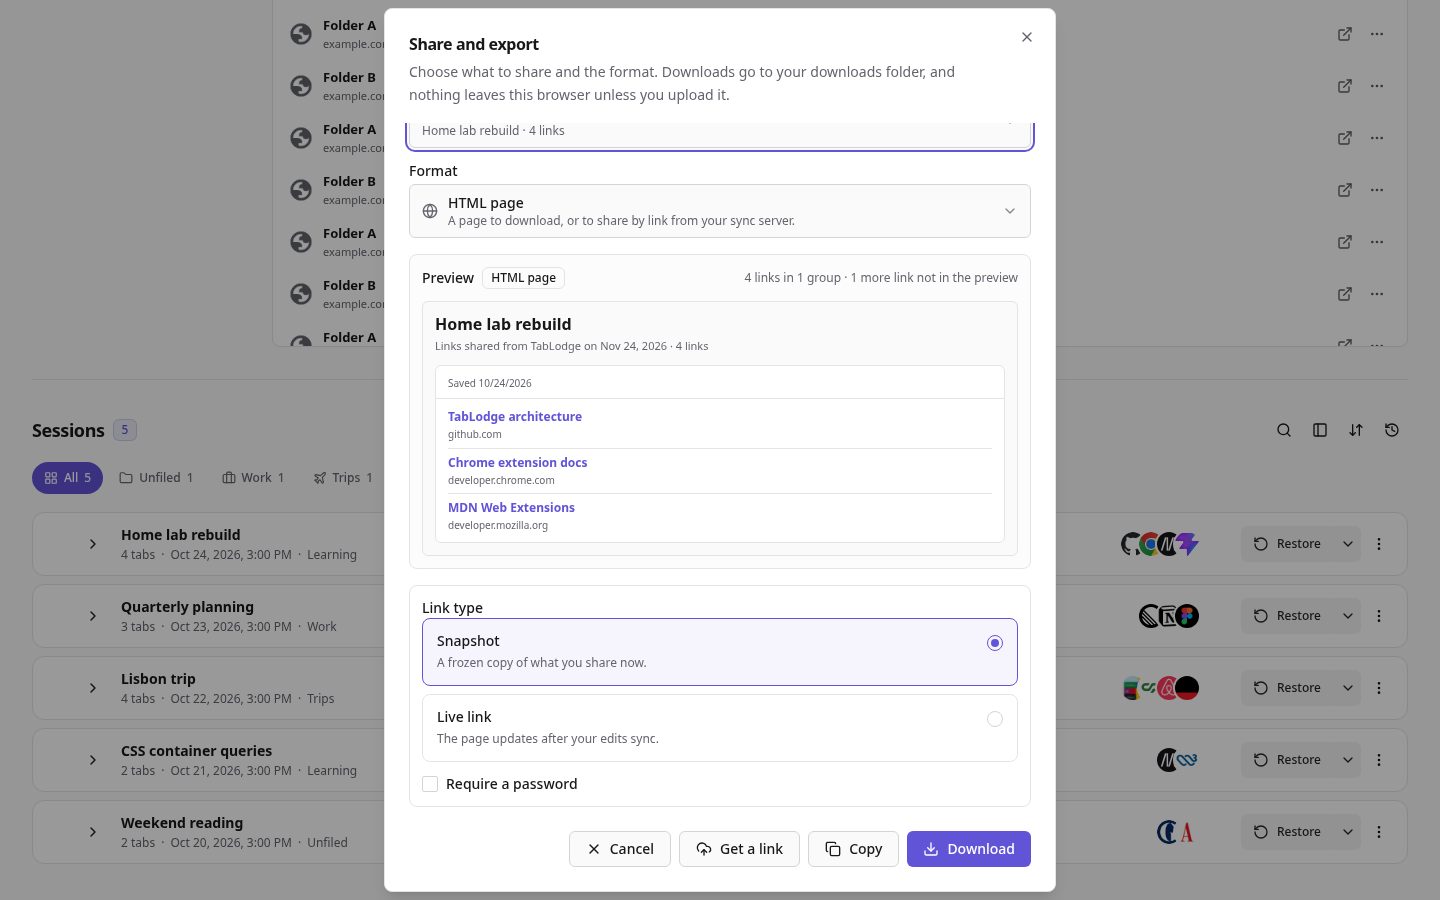 Folder A
example.co
Folder B
example.co
Folder A
example.co
Folder B
example.co
Folder A
example.co
Folder B
example.co
Folder A
Share and export
Choose what to share and the format. Downloads go to your downloads folder, and
nothing leaves this browser unless you upload it.
Home lab rebuild · 4 links
Format
HTML page
A page to download, or to share by link from your sync server.
Preview HTML page 4 links in 1 group · 1 more link not in the preview
Home lab rebuild
Links shared from TabLodge on Nov 24, 2026 · 4 links
Saved 10/24/2026
TabLodge architecture
github.com
Chrome extension docs
developer.chrome.com
MDN Web Extensions
developer.mozilla.org
Link type
Snapshot
A frozen copy of what you share now.
Live link
The page updates after your edits sync.
Require a password
Cancel Get a link Copy Download
Sessions 5
All 5 Unfiled 1 Work 1 Trips 1
Home lab rebuild
4 tabs · Oct 24, 2026, 3:00 PM · Learning
Restore
Quarterly planning
3 tabs · Oct 23, 2026, 3:00 PM · Work
Restore
Lisbon trip
4 tabs · Oct 22, 2026, 3:00 PM · Trips
Restore
CSS container queries
2 tabs · Oct 21, 2026, 3:00 PM · Learning
Restore
Weekend reading
2 tabs · Oct 20, 2026, 3:00 PM · Unfiled
Restore